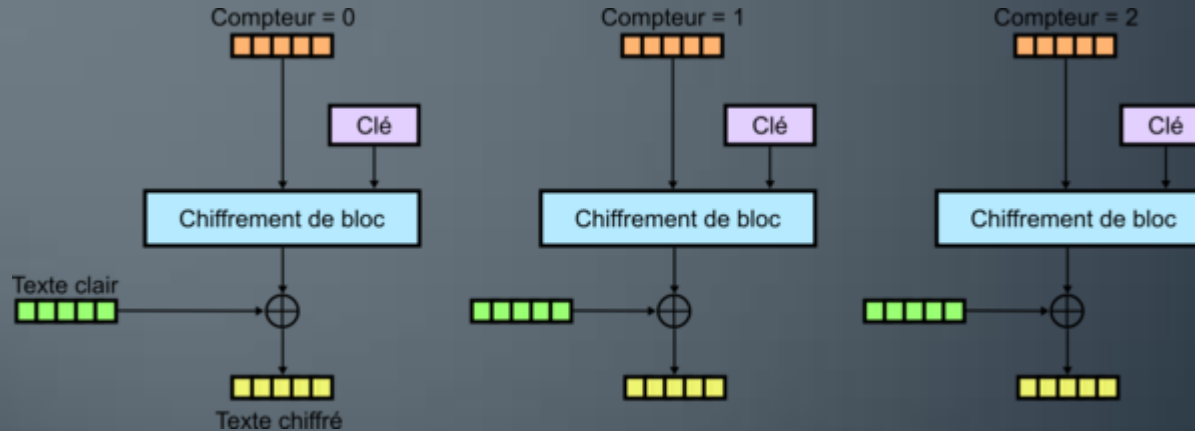 Compteur = 0
Compteur = 1
Compteur = 2
Clé
Clé
Clé
Chiffrement de bloc
Chiffrement de bloc
Chiffrement de bloc
Texte clair
Texte chiffré